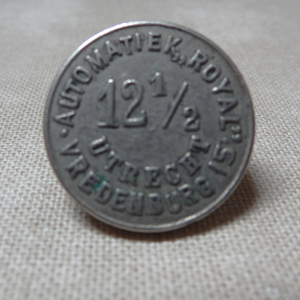 AUTOMATIEK „ROYAL"
12 1/2
UTRECHT
VREDENBURG 15